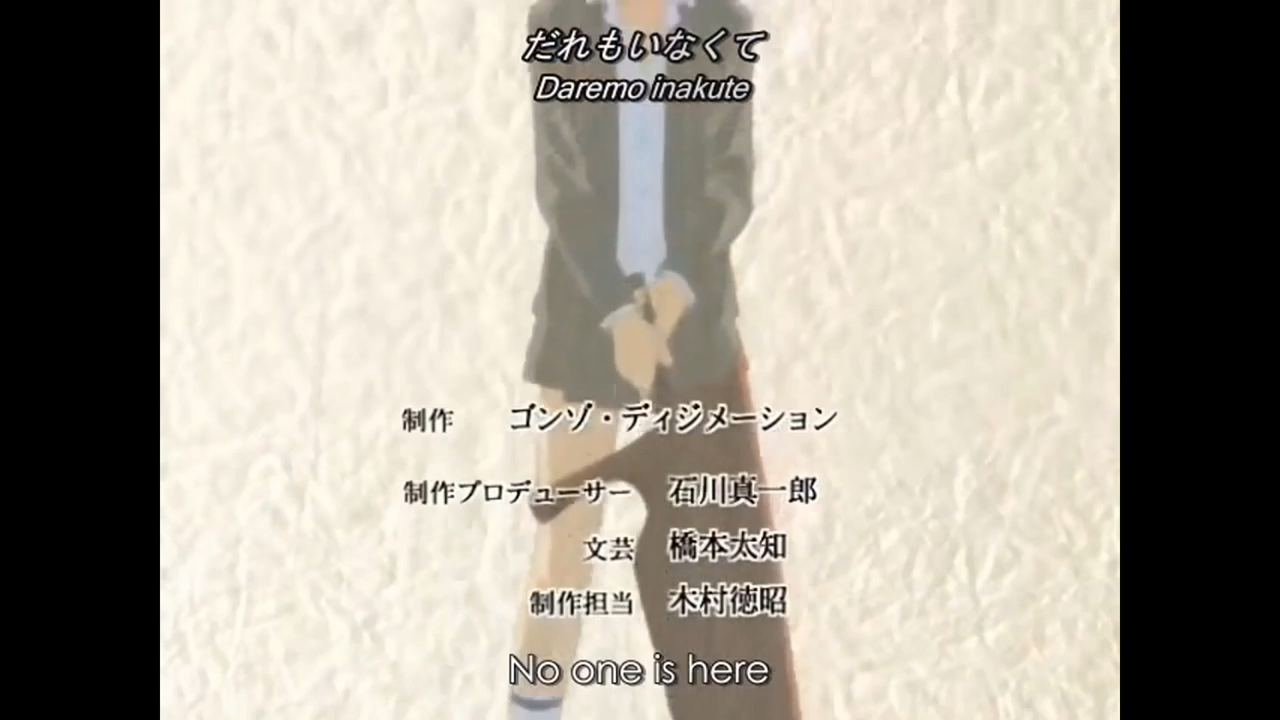 だれもいなくて
Daremo inakute
制作 ゴンゾ・ディジメーション
制作プロデューサー 石川真一郎
文芸 橋本太知
制作担当 木村徳昭
No one is here